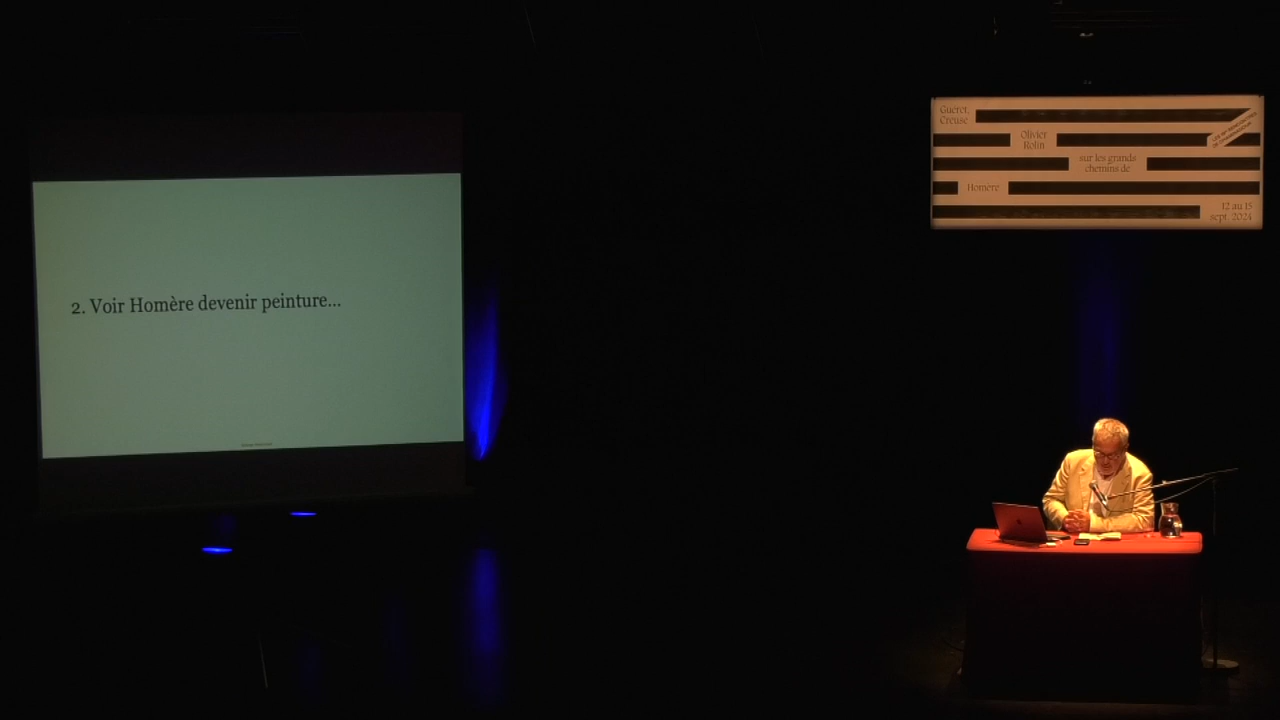 2. Voir Homère devenir peinture...
Guéret,
Creuse
Olivier
Rolin
sur les grands
chemins de
Homère
12 au 15
sept. 2024